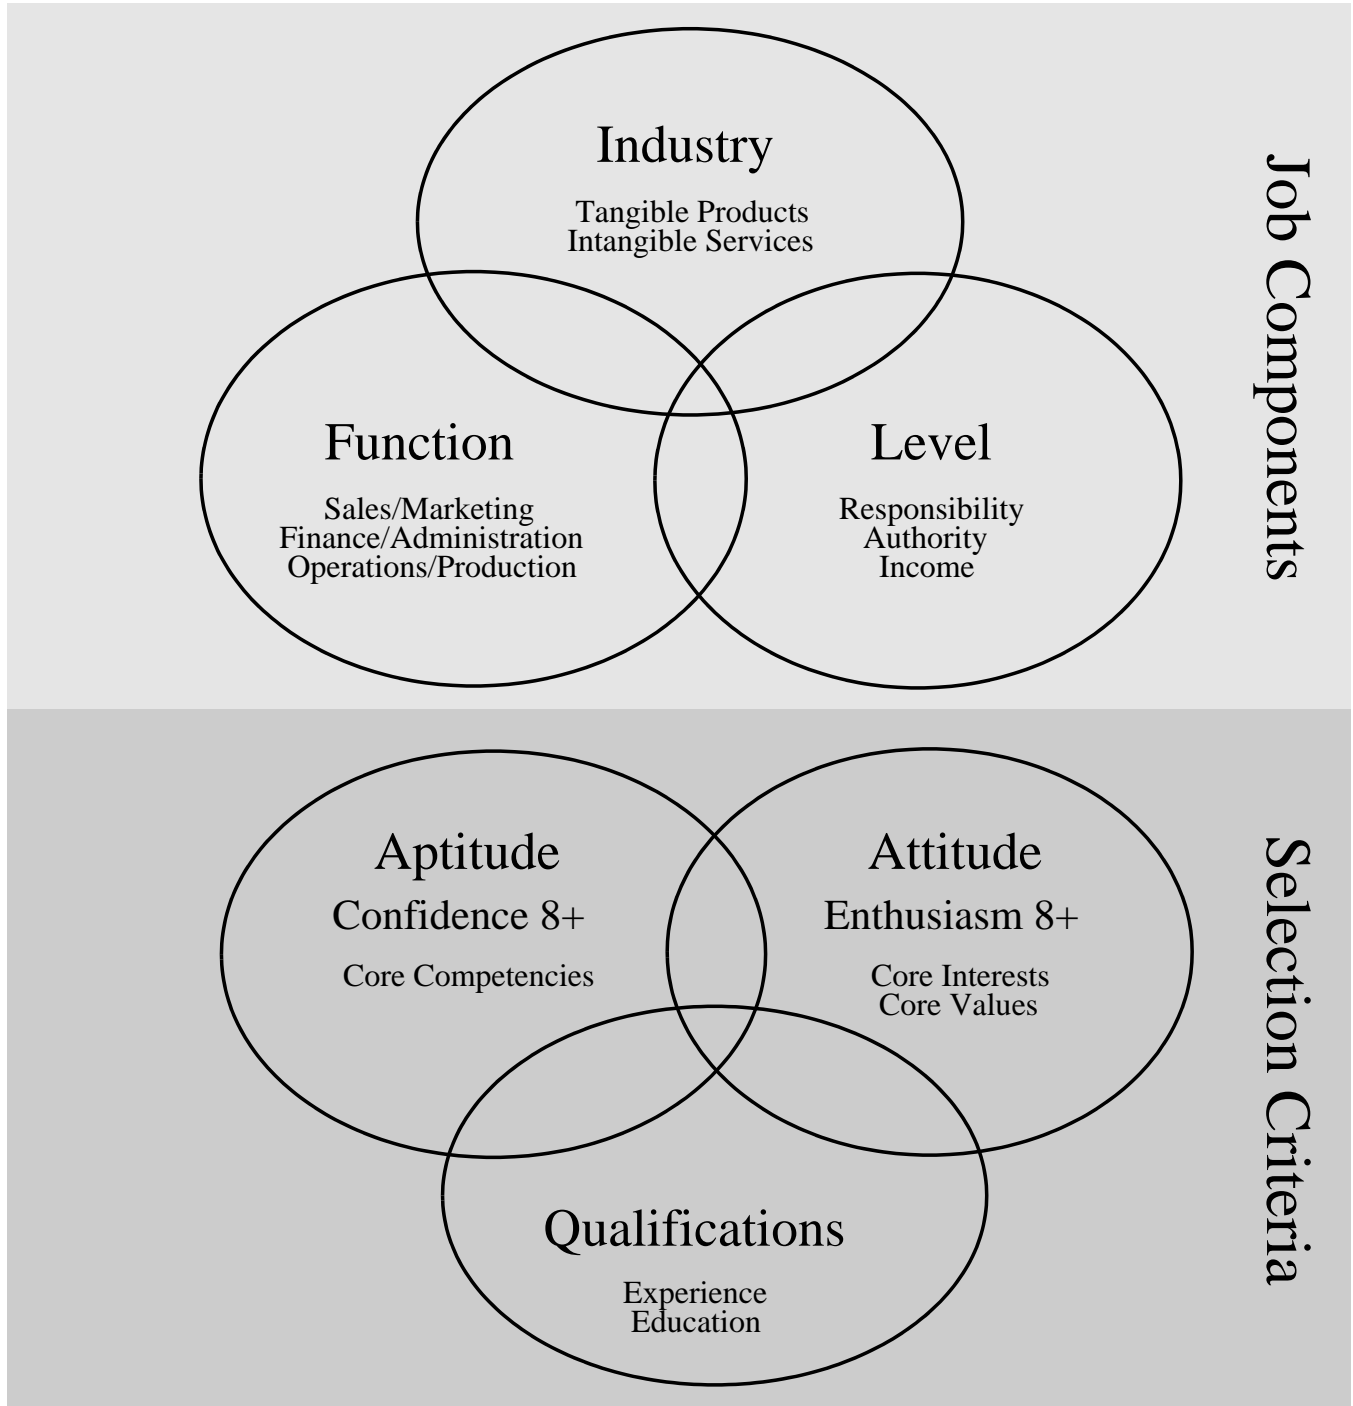 Industry
Tangible Products
Intangible Services
Function
Sales/Marketing
Finance/Administration
Operations/Production
Level
Responsibility
Authority
Income
Job Components
Aptitude
Confidence 8+
Core Competencies
Attitude
Enthusiasm 8+
Core Interests
Core Values
Qualifications
Experience
Education
Selection Criteria